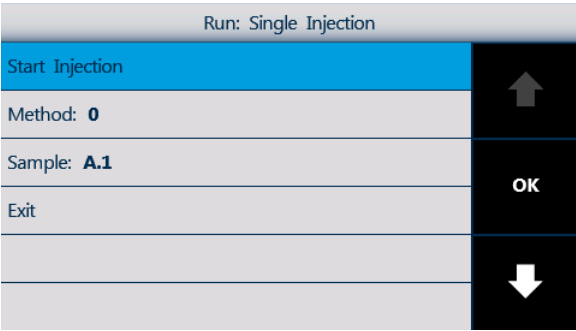 Run: Single Injection
Start Injection
Method: 0
Sample: A.1
OK
Exit